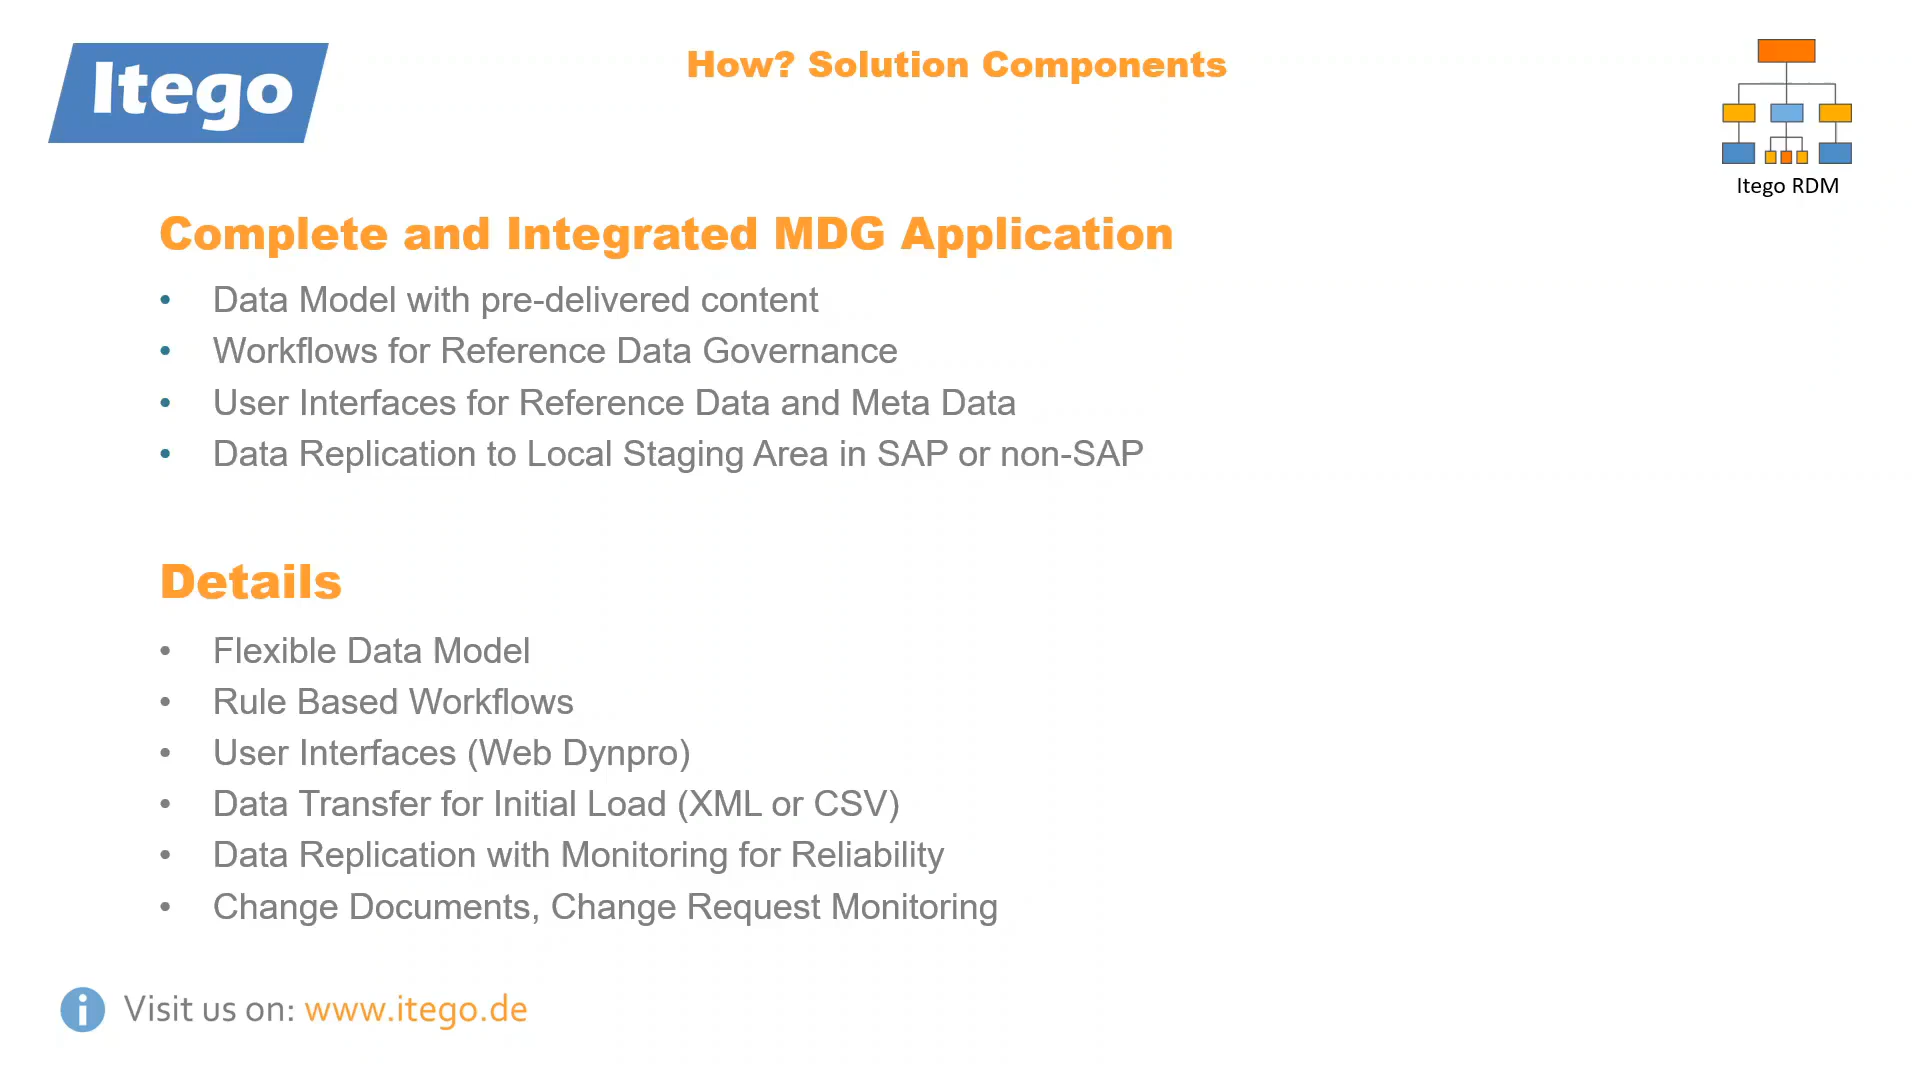 Itego
How? Solution Components
Itego RDM
Complete and Integrated MDG Application
• Data Model with pre-delivered content
• Workflows for Reference Data Governance
• User Interfaces for Reference Data and Meta Data
• Data Replication to Local Staging Area in SAP or non-SAP
Details
• Flexible Data Model
• Rule Based Workflows
• User Interfaces (Web Dynpro)
• Data Transfer for Initial Load (XML or CSV)
• Data Replication with Monitoring for Reliability
• Change Documents, Change Request Monitoring
i Visit us on: www.itego.de